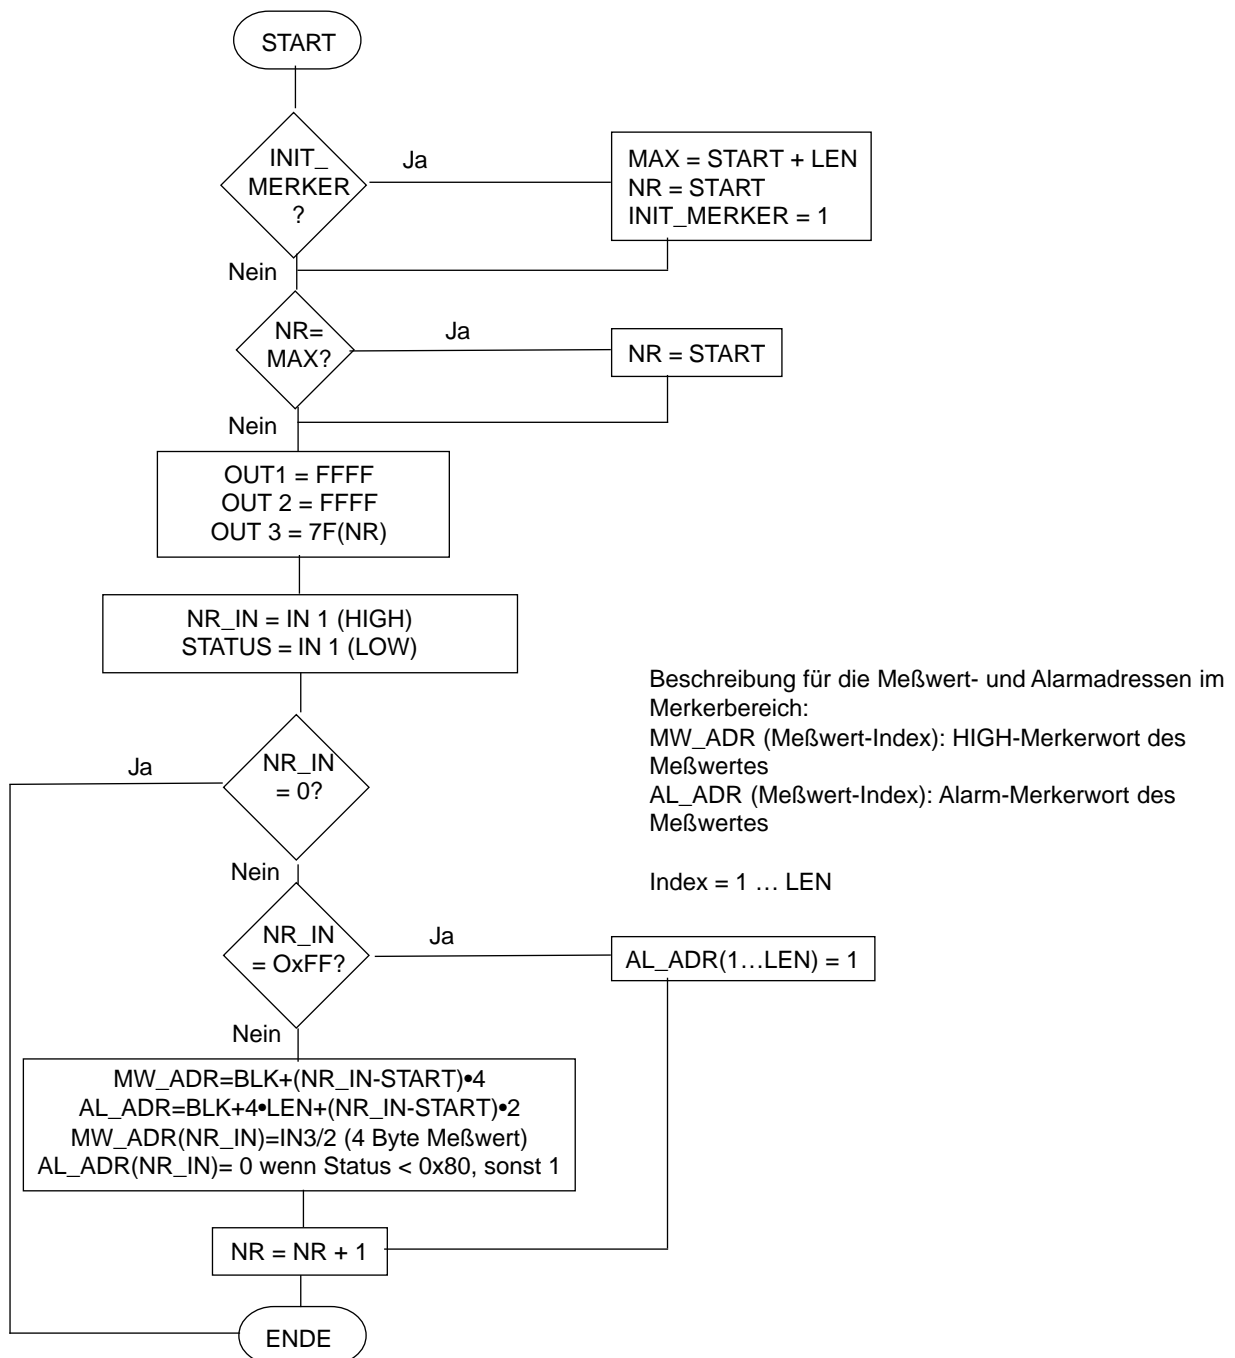 START
INIT_
MERKER
?
Ja
MAX = START + LEN
NR = START
INIT_MERKER = 1
Nein
NR=
MAX?
Ja
NR = START
Nein
OUT1 = FFFF
OUT 2 = FFFF
OUT 3 = 7F(NR)
NR_IN = IN 1 (HIGH)
STATUS = IN 1 (LOW)
Beschreibung für die Meßwert- und Alarmadressen im
Merkerbereich:
MW_ADR (Meßwert-Index): HIGH-Merkerwort des
Meßwertes
AL_ADR (Meßwert-Index): Alarm-Merkerwort des
Meßwertes
Index = 1 … LEN
NR_IN
= 0?
Ja
Nein
NR_IN
= OxFF?
Ja
AL_ADR(1…LEN) = 1
Nein
MW_ADR=BLK+(NR_IN-START)•4
AL_ADR=BLK+4•LEN+(NR_IN-START)•2
MW_ADR(NR_IN)=IN3/2 (4 Byte Meßwert)
AL_ADR(NR_IN)= 0 wenn Status < 0x80, sonst 1
NR = NR + 1
ENDE